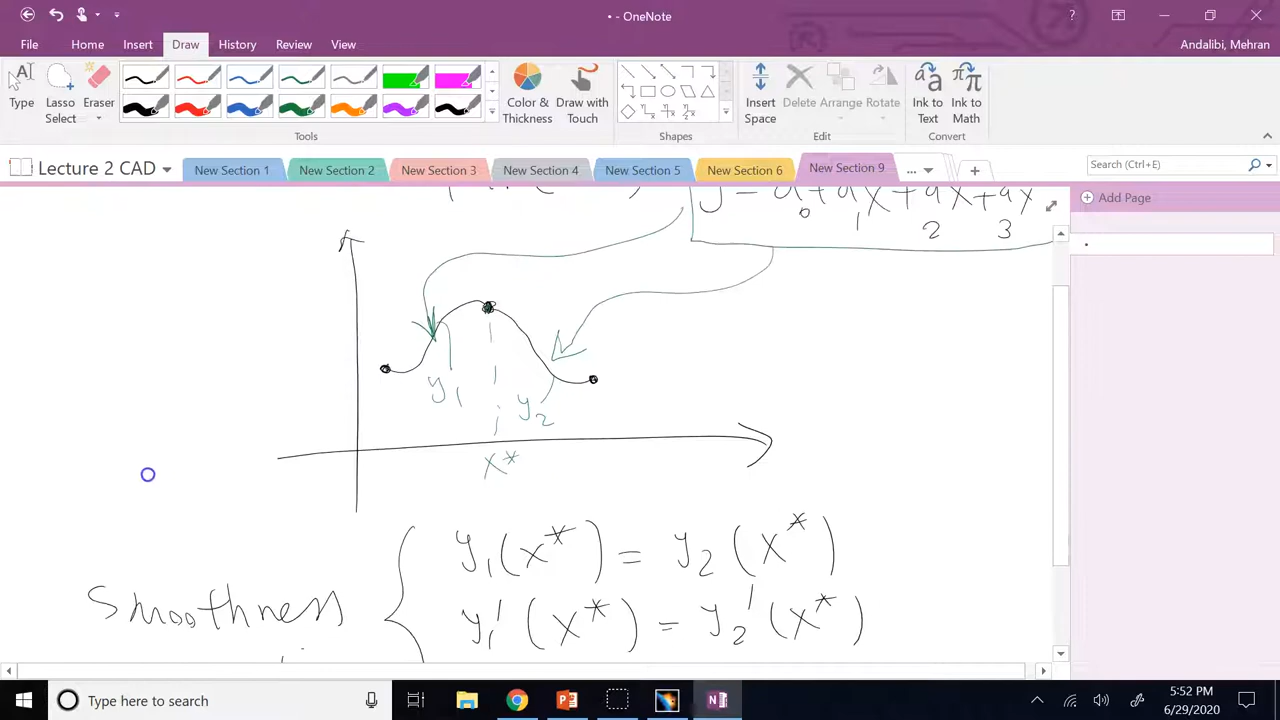 • - OneNote
File Home Insert Draw History Review View
Andalibi, Mehran
Type
Lasso Select
Eraser
Color & Thickness
Draw with Touch
Insert Space
Delete Arrange Rotate
Ink to Text
Ink to Math
Tools
Shapes
Edit
Convert
Lecture 2 CAD
New Section 1
New Section 2
New Section 3
New Section 4
New Section 5
New Section 6
New Section 9
...
Search (Ctrl+E)
Add Page
y = a0 + a1x + a2x + a3x
y1
y2
x*
y1(x*) = y2(x*)
Smoothness
y1'(x*) = y2'(x*)
Type here to search
5:52 PM
6/29/2020